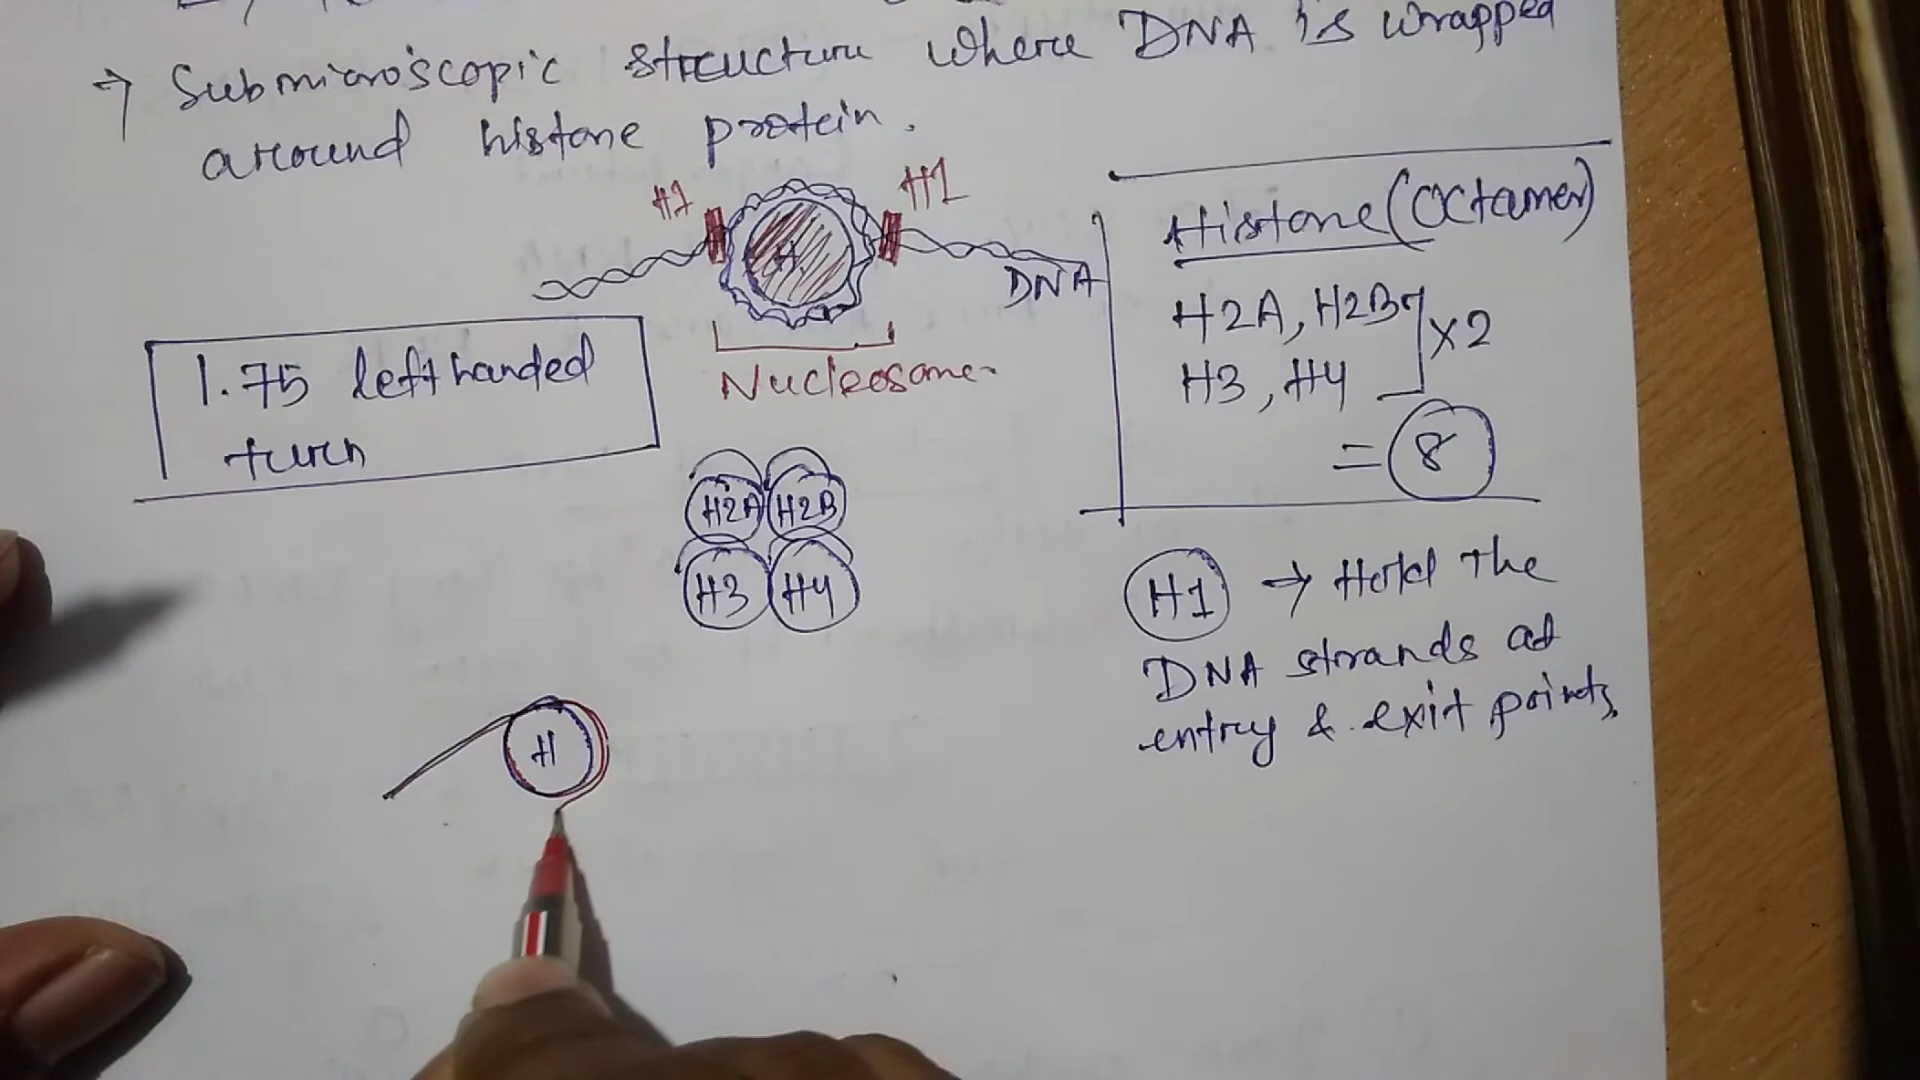 → Submicroscopic structure where DNA is wrapped
around histone protein.
H1
H1
H
DNA
Nucleosome
1.75 left handed
turn
Histone (Octamer)
H2A, H2B
H3, H4
] x2
= 8
H2A H2B
H3 H4
H1 → Hold the
DNA strands at
entry & exit points,
H